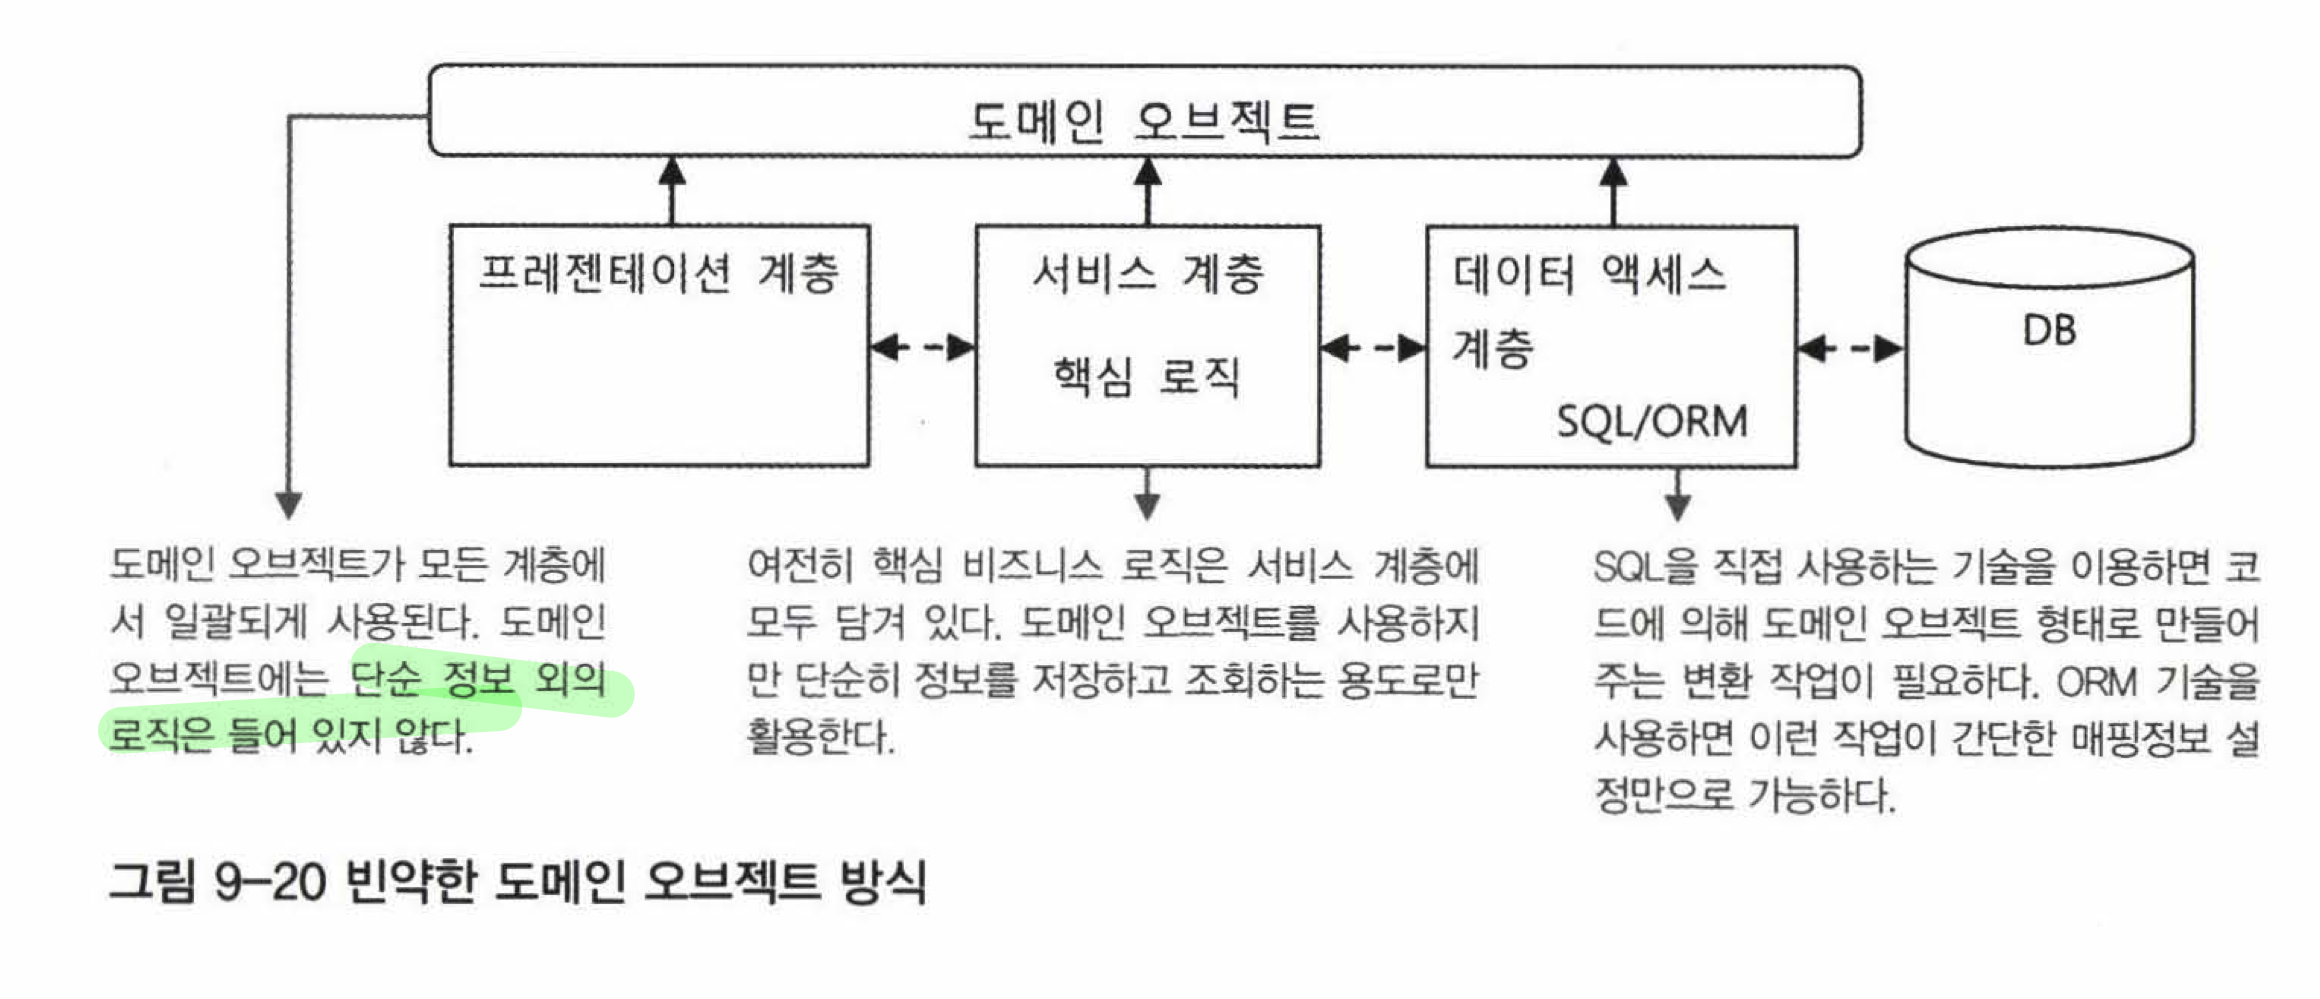 도메인 오브젝트
프레젠테이션 계층
서비스 계층
핵심 로직
데이터 액세스
계층
SQL/ORM
DB
도메인 오브젝트가 모든 계층에
서 일괄되게 사용된다. 도메인
오브젝트에는 단순 정보 외의
로직은 들어 있지 않다.
여전히 핵심 비즈니스 로직은 서비스 계층에
모두 담겨 있다. 도메인 오브젝트를 사용하지
만 단순히 정보를 저장하고 조회하는 용도로만
활용한다.
SQL을 직접 사용하는 기술을 이용하면 코
드에 의해 도메인 오브젝트 형태로 만들어
주는 변환 작업이 필요하다. ORM 기술을
사용하면 이런 작업이 간단한 매핑정보 설
정만으로 가능하다.
그림 9-20 빈약한 도메인 오브젝트 방식